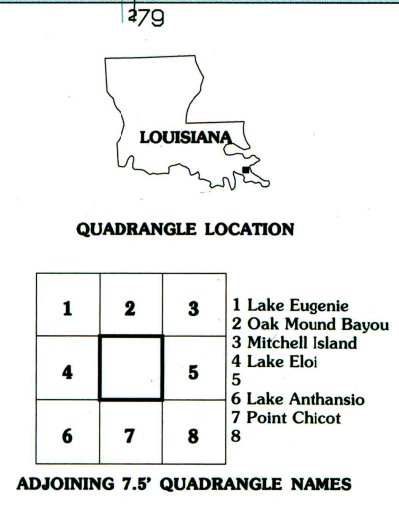 279
LOUISIANA
QUADRANGLE LOCATION
1 2 3
4 5
6 7 8
1 Lake Eugenie
2 Oak Mound Bayou
3 Mitchell Island
4 Lake Eloi
5
6 Lake Anthansio
7 Point Chicot
8
ADJOINING 7.5' QUADRANGLE NAMES